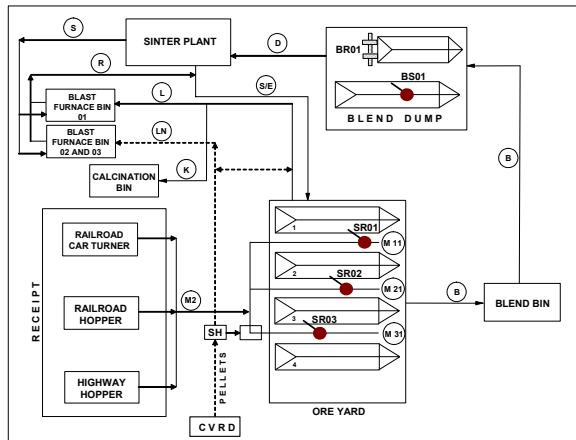 S
SINTER PLANT
D
BR01
BS01
BLEND DUMP
R
L
S/E
BLAST
FURNACE BIN
01
LN
BLAST
FURNACE BIN
02 AND 03
CALCINATION
BIN
K
B
RECEIPT
RAILROAD
CAR TURNER
RAILROAD
HOPPER
HIGHWAY
HOPPER
M2
SH
PELLETS
CVRD
1
SR01
M 11
2
SR02
M 21
3
SR03
M 31
4
ORE YARD
B
BLEND BIN